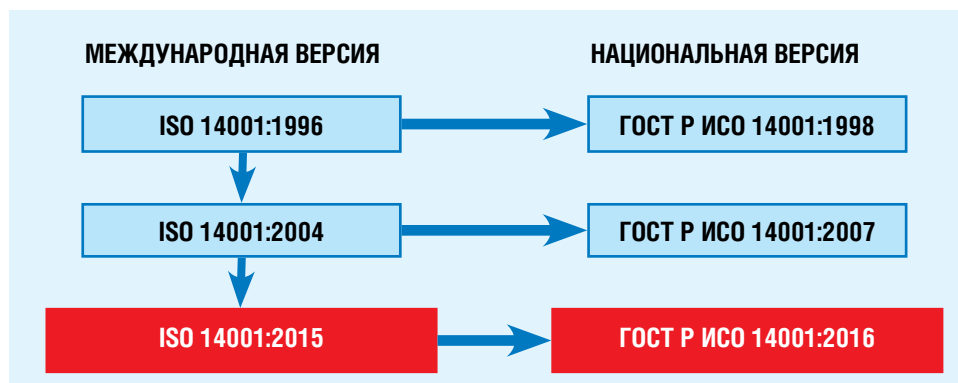 МЕЖДУНАРОДНАЯ ВЕРСИЯ
НАЦИОНАЛЬНАЯ ВЕРСИЯ
ISO 14001:1996
ГОСТ Р ИСО 14001:1998
ISO 14001:2004
ГОСТ Р ИСО 14001:2007
ISO 14001:2015
ГОСТ Р ИСО 14001:2016